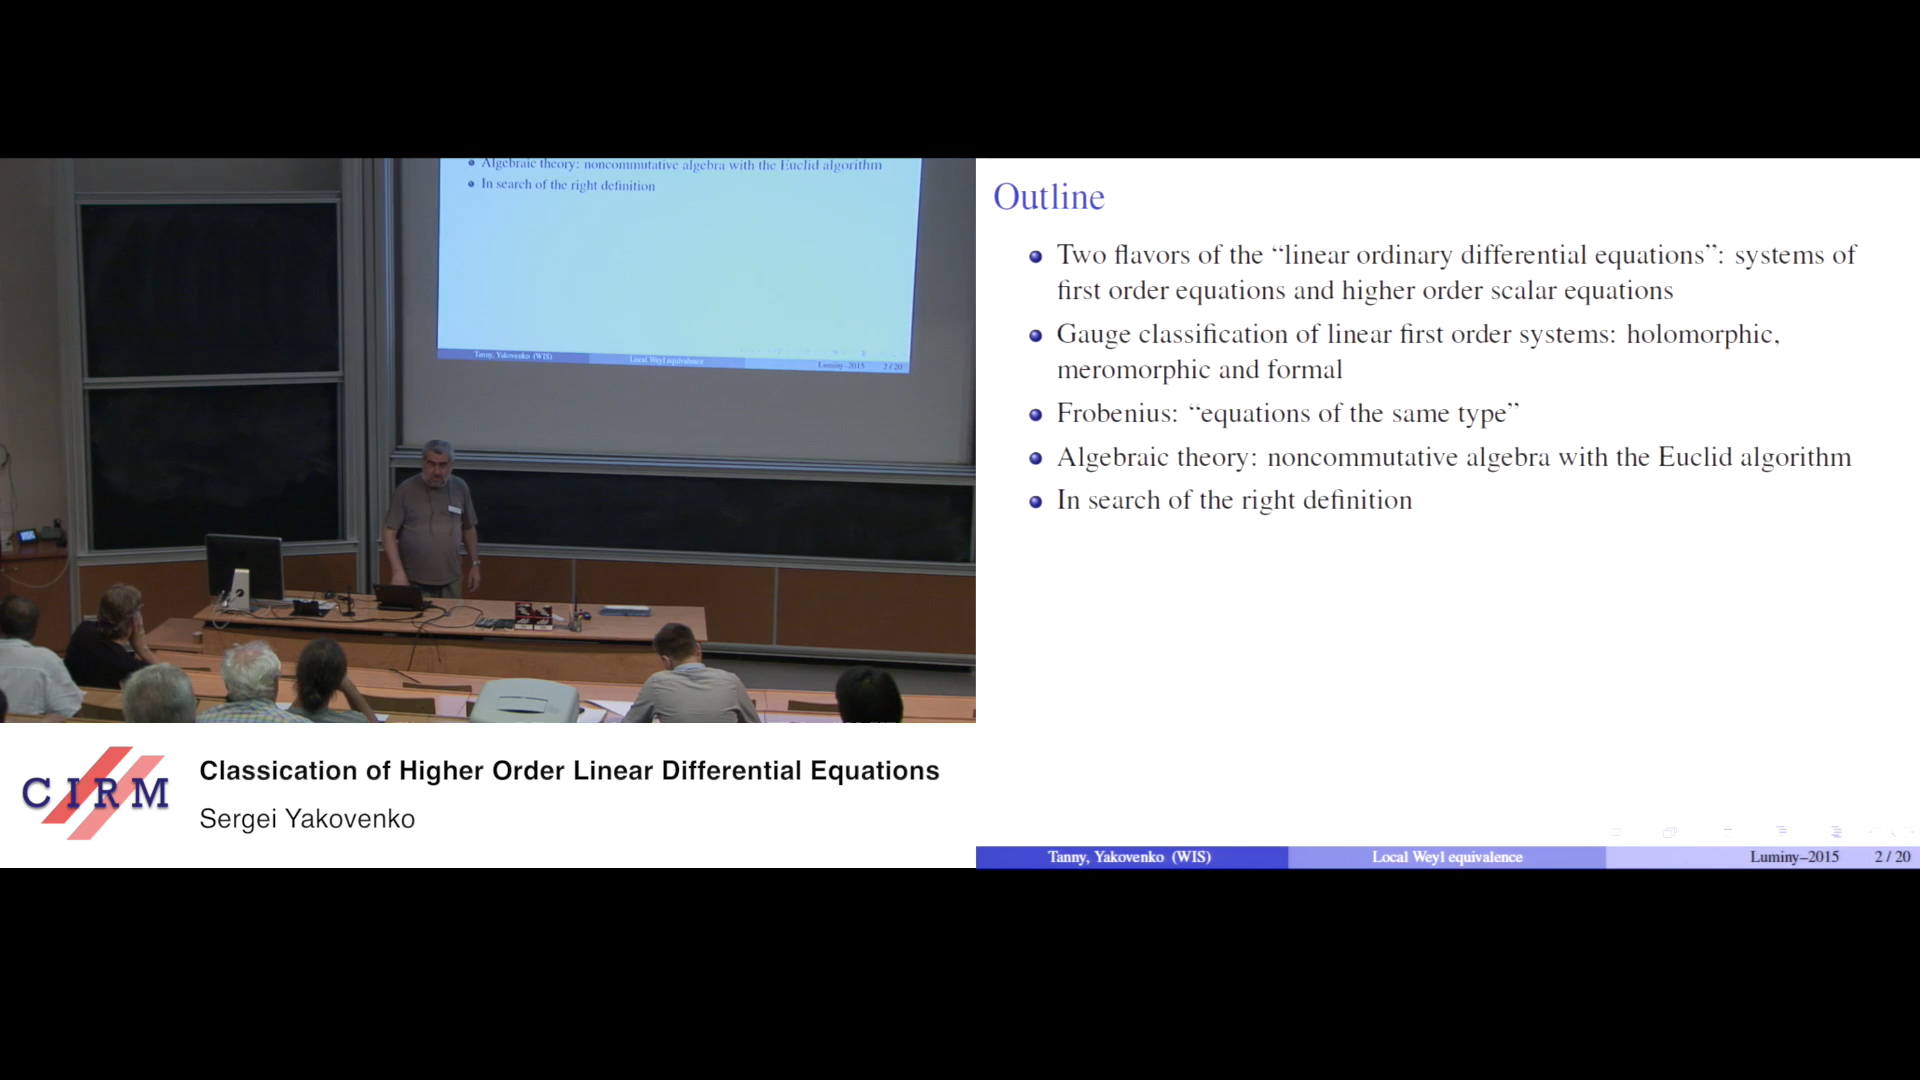 Algebraic theory: noncommutative algebra with the Euclid algorithm
In search of the right definition
Tanny, Yakovenko (WIS)
Local Weyl equivalence
Luminy–2015
2 / 20
CIRM
Classication of Higher Order Linear Differential Equations
Sergei Yakovenko
Outline
Two flavors of the “linear ordinary differential equations”: systems of
first order equations and higher order scalar equations
Gauge classification of linear first order systems: holomorphic,
meromorphic and formal
Frobenius: “equations of the same type”
Algebraic theory: noncommutative algebra with the Euclid algorithm
In search of the right definition
Tanny, Yakovenko (WIS)
Local Weyl equivalence
Luminy–2015
2 / 20